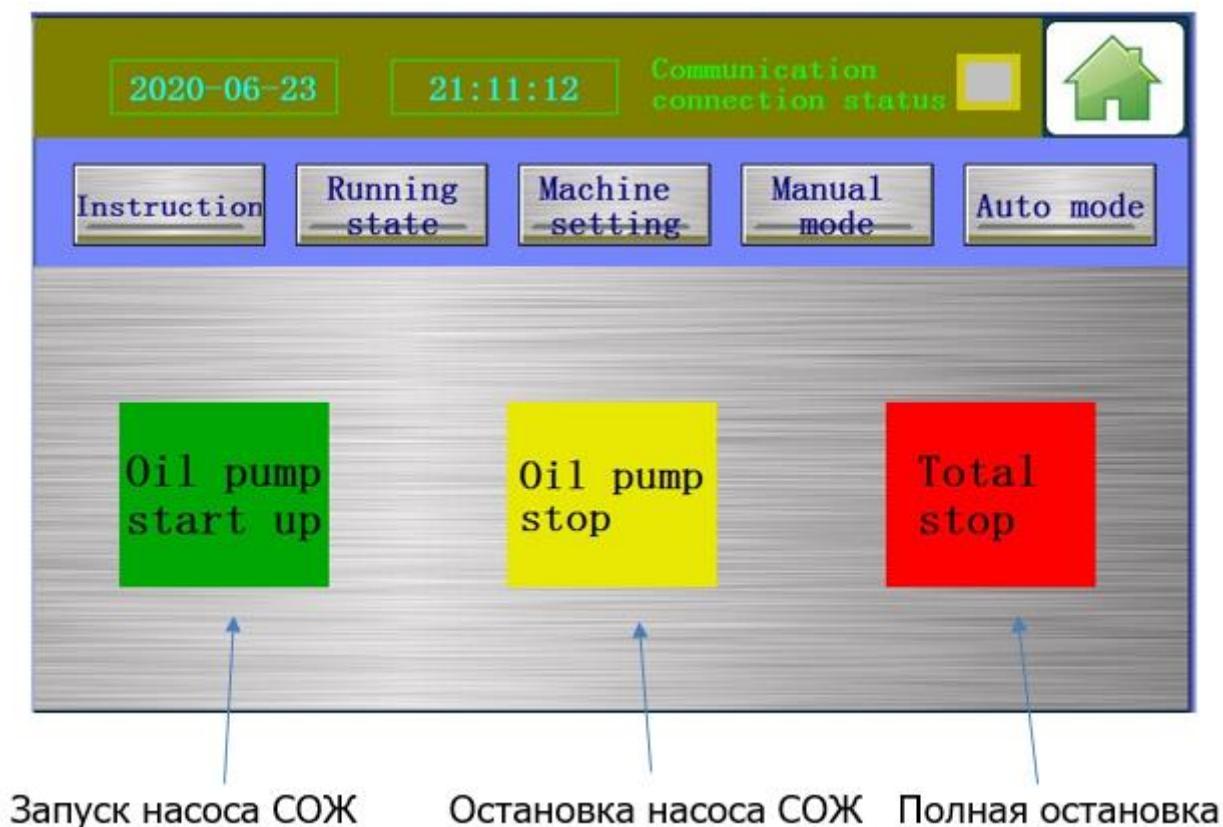 2020-06-23
21:11:12
Communication
connection status
Instruction
Running
state
Machine
setting
Manual
mode
Auto mode
Oil pump
start up
Oil pump
stop
Total
stop
Запуск насоса СОЖ
Остановка насоса СОЖ
Полная остановка